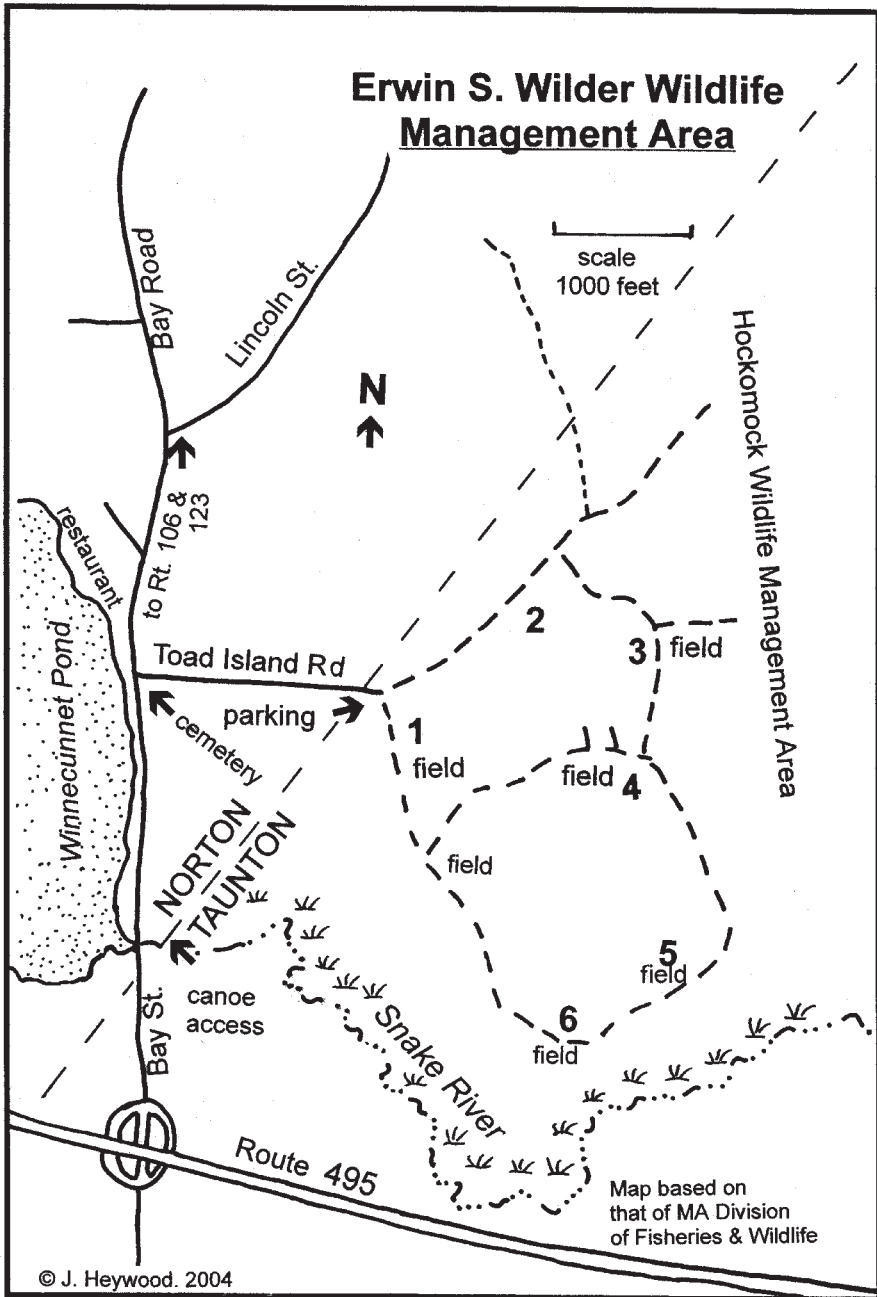 Erwin S. Wilder Wildlife
Management Area
scale
1000 feet
Bay Road
Lincoln St.
N
Hockomock Wildlife Management Area
to Rt. 106 &
123
restaurant
Winnecunnet Pond
2
3
field
Toad Island Rd
parking
cemetery
1
field
field
4
NORTON
TAUNTON
field
5
field
canoe
access
Bay St.
Snake River
6
field
Route 495
Map based on
that of MA Division
of Fisheries & Wildlife
© J. Heywood. 2004